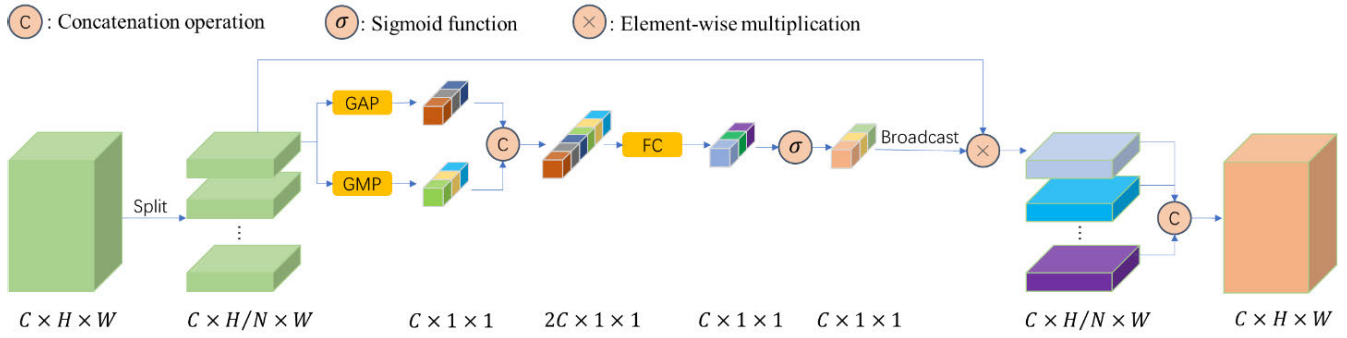 C : Concatenation operation σ : Sigmoid function × : Element-wise multiplication
GAP
GMP
C
FC
σ
Broadcast
×
Split
C
C × H × W C × H/N × W C × 1 × 1 2C × 1 × 1 C × 1 × 1 C × 1 × 1 C × H/N × W C × H × W